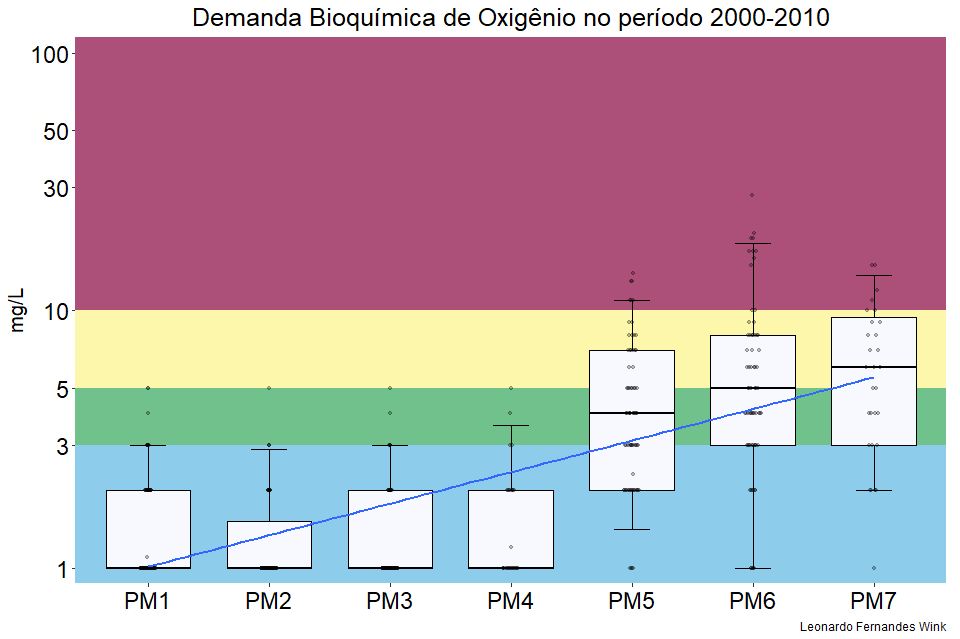 Demanda Bioquímica de Oxigênio no período 2000-2010
100
50
30
10
5
3
1
mg/L
PM1 PM2 PM3 PM4 PM5 PM6 PM7
Leonardo Fernandes Wink